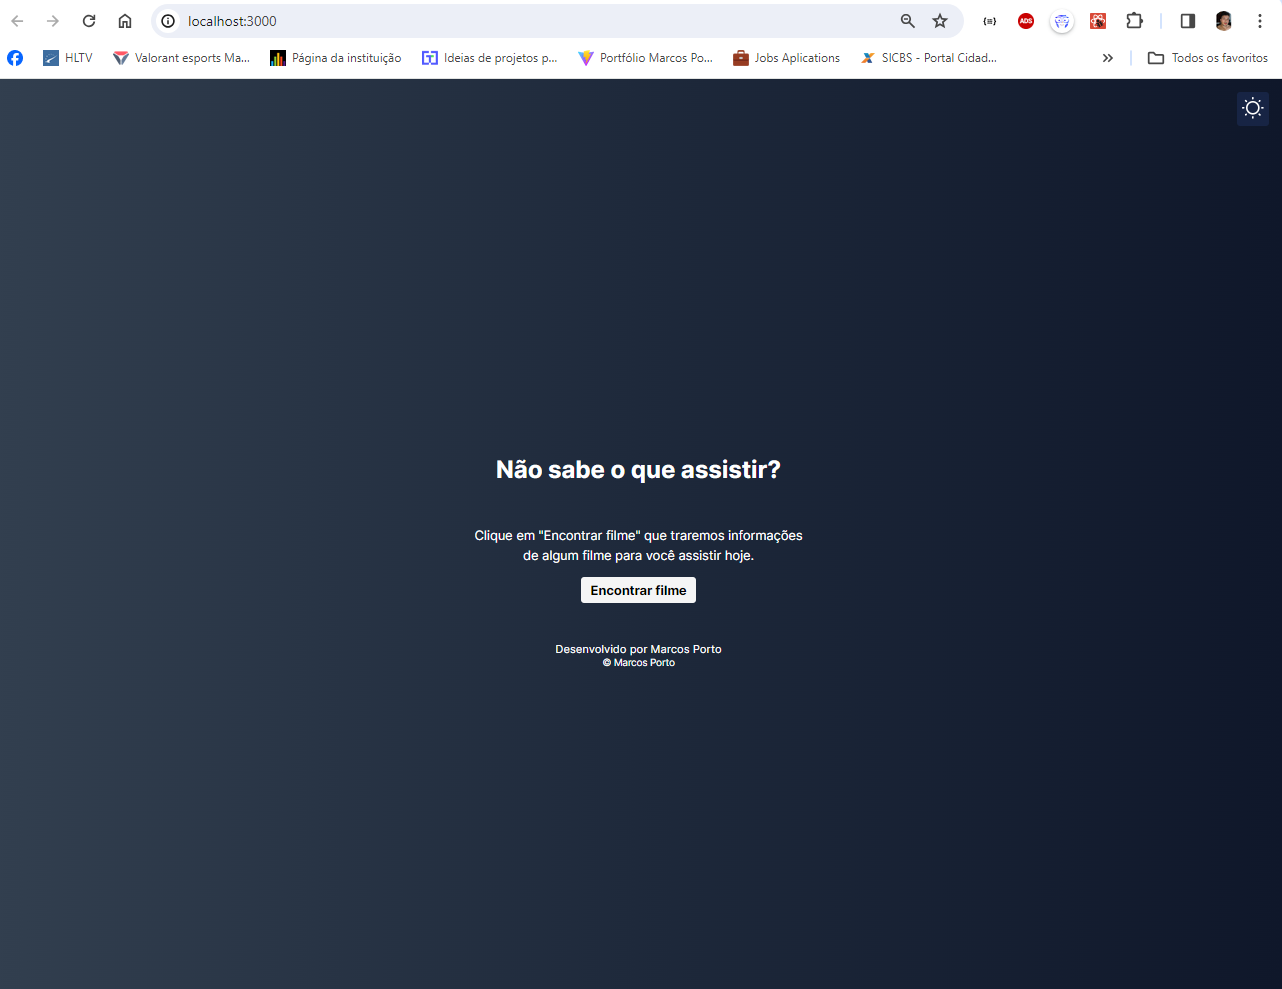 localhost:3000
{≡}
ADS
HLTV
Valorant esports Ma...
Página da instituição
Ideias de projetos p...
Portfólio Marcos Po...
Jobs Aplications
SICBS - Portal Cidad...
»
Todos os favoritos
Não sabe o que assistir?
Clique em "Encontrar filme" que traremos informações
de algum filme para você assistir hoje.
Encontrar filme
Desenvolvido por Marcos Porto
© Marcos Porto